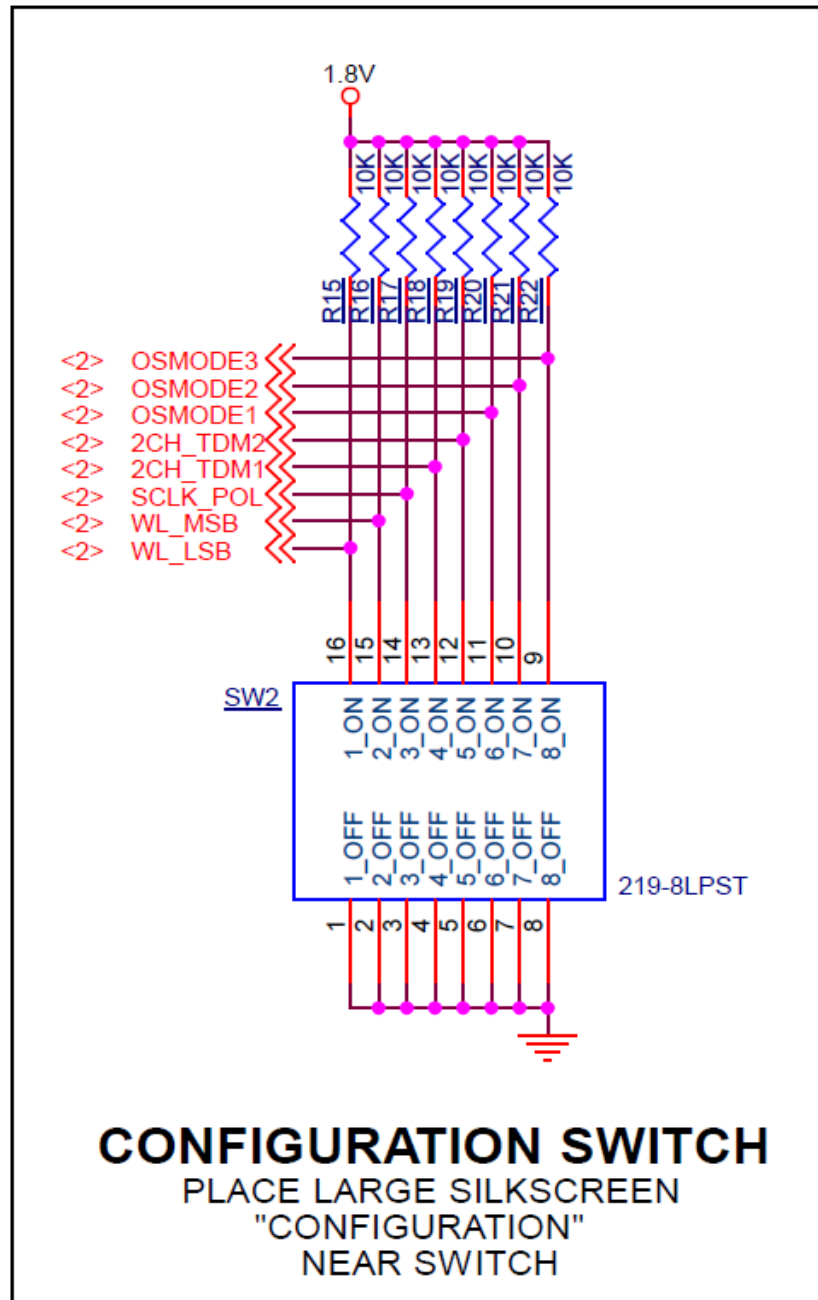 1.8V
10K 10K 10K 10K 10K 10K 10K 10K
R15 R16 R17 R18 R19 R20 R21 R22
<2> OSMODE3
<2> OSMODE2
<2> OSMODE1
<2> 2CH_TDM2
<2> 2CH_TDM1
<2> SCLK_POL
<2> WL_MSB
<2> WL_LSB
16 15 14 13 12 11 10 9
SW2
1_ON 2_ON 3_ON 4_ON 5_ON 6_ON 7_ON 8_ON
1_OFF 2_OFF 3_OFF 4_OFF 5_OFF 6_OFF 7_OFF 8_OFF
219-8LPST
1 2 3 4 5 6 7 8
CONFIGURATION SWITCH
PLACE LARGE SILKSCREEN
"CONFIGURATION"
NEAR SWITCH